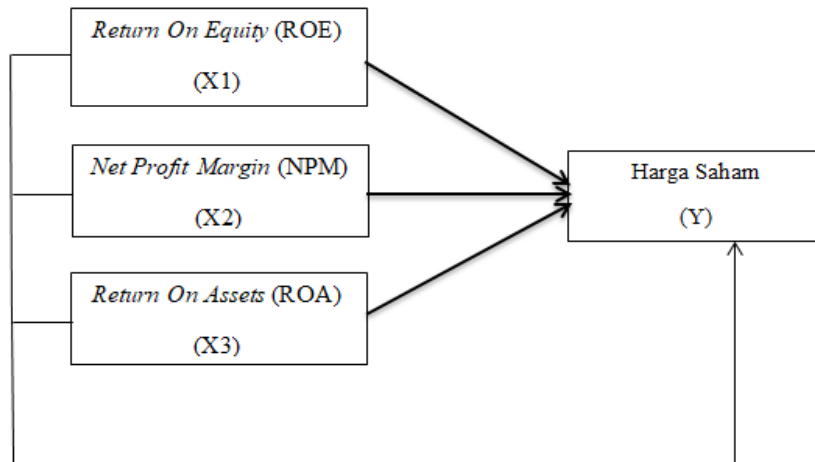 Return On Equity (ROE)
(X1)
Net Profit Margin (NPM)
(X2)
Return On Assets (ROA)
(X3)
Harga Saham
(Y)